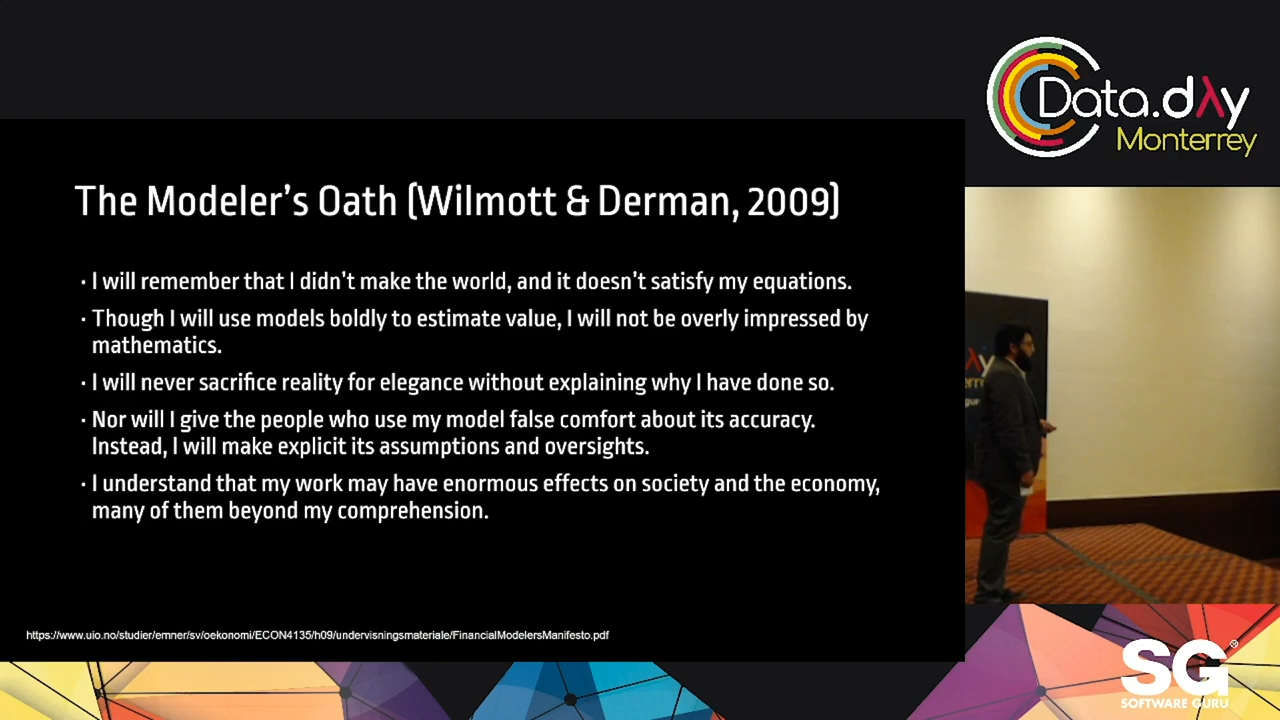 Data.dλy
Monterrey
The Modeler's Oath (Wilmott & Derman, 2009)
· I will remember that I didn't make the world, and it doesn't satisfy my equations.
· Though I will use models boldly to estimate value, I will not be overly impressed by
mathematics.
· I will never sacrifice reality for elegance without explaining why I have done so.
· Nor will I give the people who use my model false comfort about its accuracy.
Instead, I will make explicit its assumptions and oversights.
· I understand that my work may have enormous effects on society and the economy,
many of them beyond my comprehension.
https://www.uio.no/studier/emner/sv/oekonomi/ECON4135/h09/undervisningsmateriale/FinancialModelersManifesto.pdf
SG®
SOFTWARE GURU